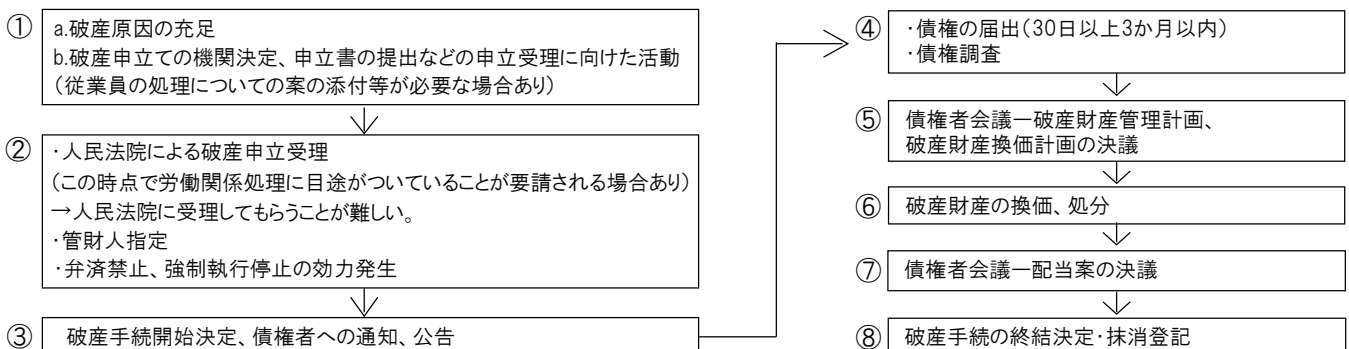 ①
a.破産原因の充足
b.破産申立ての機関決定、申立書の提出などの申立受理に向けた活動
（従業員の処理についての案の添付等が必要な場合あり）
②
・人民法院による破産申立受理
（この時点で労働関係処理に目途がついていることが要請される場合あり）
→人民法院に受理してもらうことが難しい。
・管財人指定
・弁済禁止、強制執行停止の効力発生
③
破産手続開始決定、債権者への通知、公告
④
・債権の届出（30日以上3か月以内）
・債権調査
⑤
債権者会議ー破産財産管理計画、
破産財産換価計画の決議
⑥
破産財産の換価、処分
⑦
債権者会議ー配当案の決議
⑧
破産手続の終結決定・抹消登記